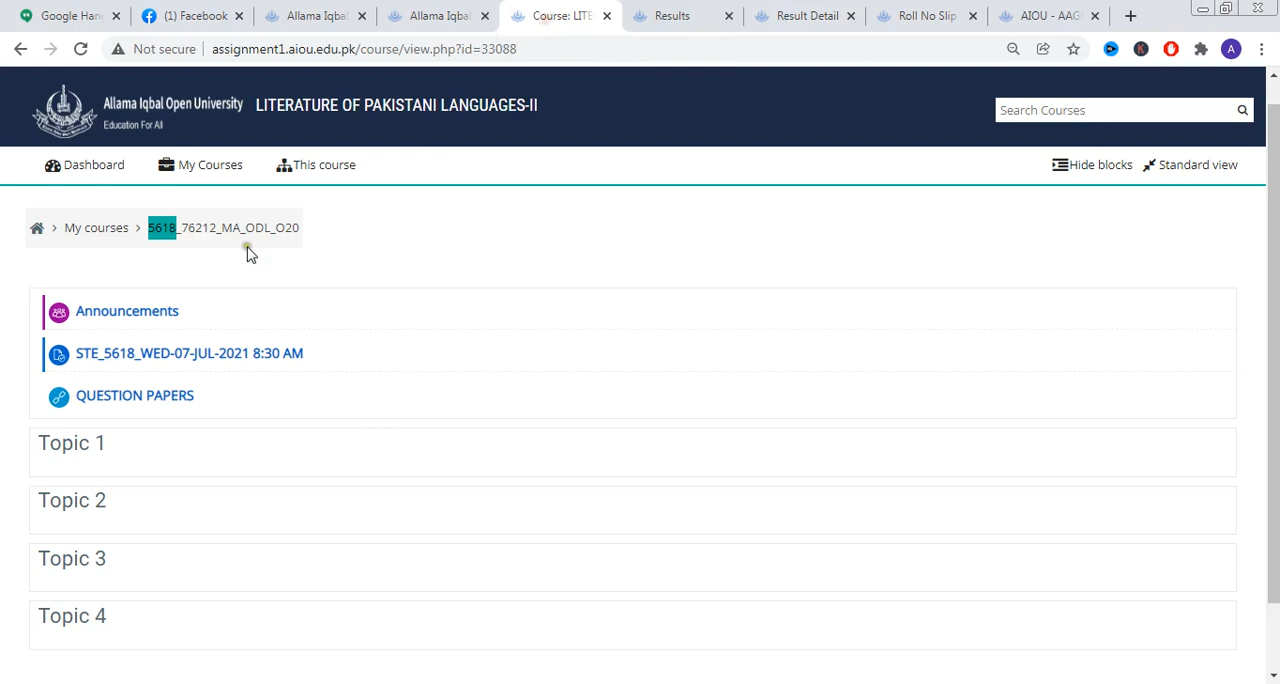 Google Han
(1) Facebook
Allama Iqbal
Allama Iqbal
Course: LITE
Results
Result Detail
Roll No Slip
AIOU - AAG
Not secure
assignment1.aiou.edu.pk/course/view.php?id=33088
K
A
Allama Iqbal Open University
Education For All
LITERATURE OF PAKISTANI LANGUAGES-II
Search Courses
Dashboard
My Courses
This course
Hide blocks
Standard view
My courses
5618_76212_MA_ODL_O20
Announcements
STE_5618_WED-07-JUL-2021 8:30 AM
QUESTION PAPERS
Topic 1
Topic 2
Topic 3
Topic 4